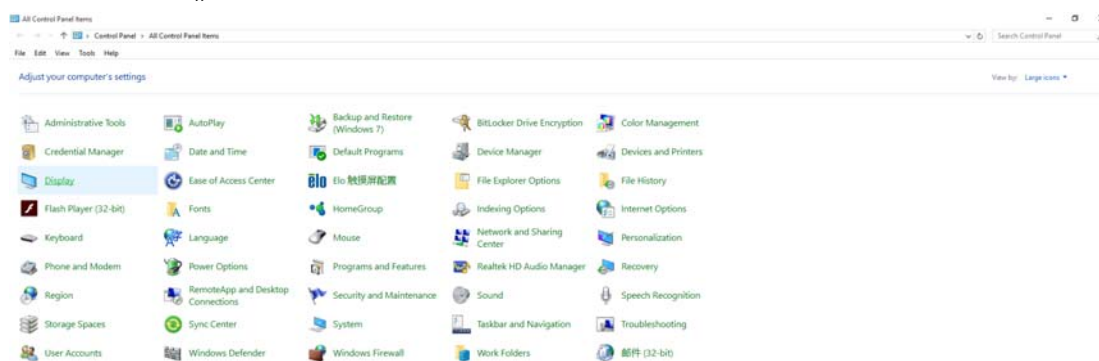 All Control Panel Items
Control Panel > All Control Panel Items
Search Control Panel
File Edit View Tools Help
Adjust your computer's settings
View by: Large icons
Administrative Tools
AutoPlay
Backup and Restore
(Windows 7)
BitLocker Drive Encryption
Color Management
Credential Manager
Date and Time
Default Programs
Device Manager
Devices and Printers
Display
Ease of Access Center
elo
Elo 触摸屏配置
File Explorer Options
File History
Flash Player (32-bit)
Fonts
HomeGroup
Indexing Options
Internet Options
Keyboard
Language
Mouse
Network and Sharing
Center
Personalization
Phone and Modem
Power Options
Programs and Features
Realtek HD Audio Manager
Recovery
Region
RemoteApp and Desktop
Connections
Security and Maintenance
Sound
Speech Recognition
Storage Spaces
Sync Center
System
Taskbar and Navigation
Troubleshooting
User Accounts
Windows Defender
Windows Firewall
Work Folders
邮件 (32-bit)